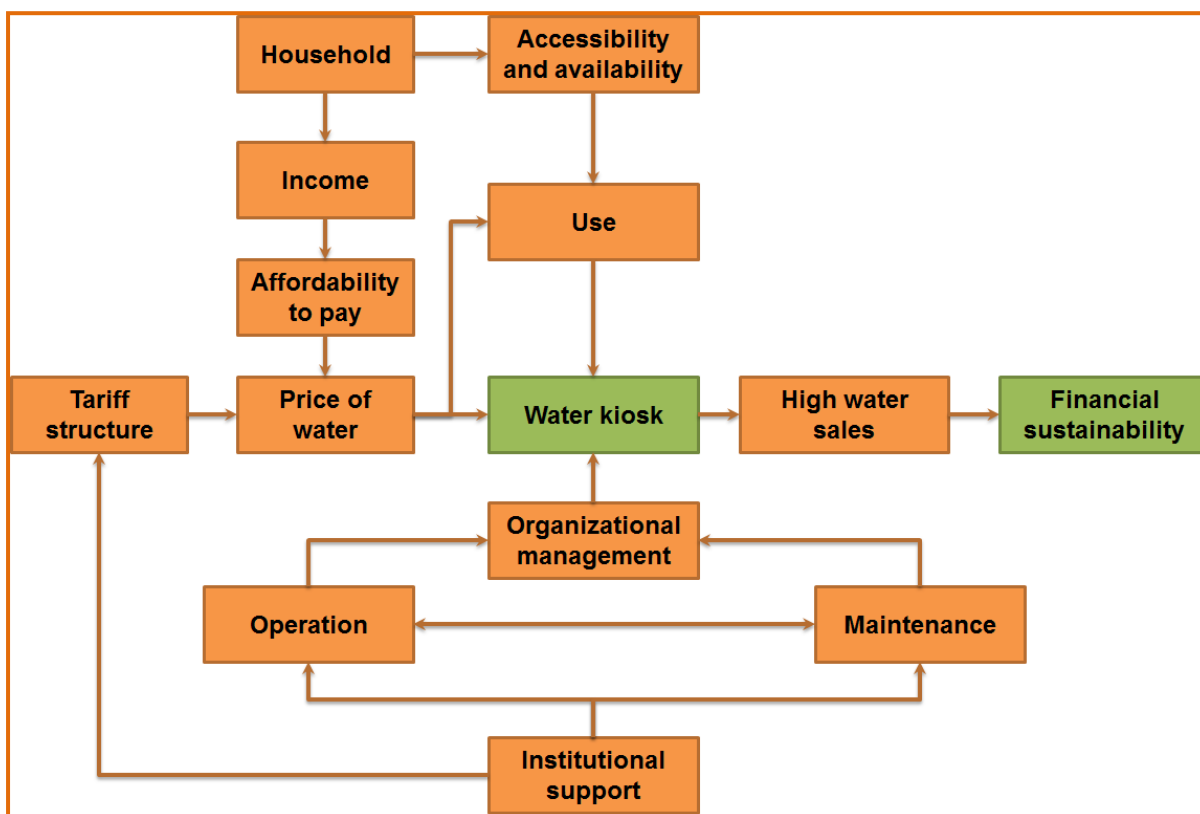 Household
Accessibility
and availability
Income
Use
Affordability
to pay
Tariff
structure
Price of
water
Water kiosk
High water
sales
Financial
sustainability
Organizational
management
Operation
Maintenance
Institutional
support